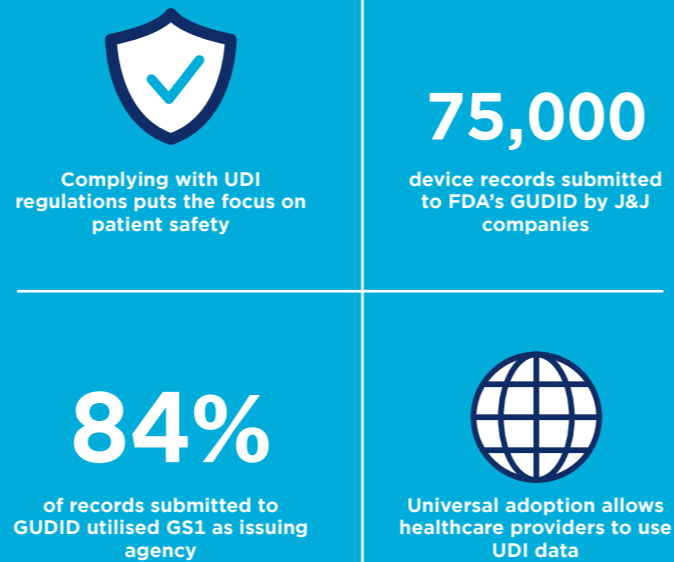 Complying with UDI
regulations puts the focus on
patient safety
75,000
device records submitted
to FDA's GUDID by J&J
companies
84%
of records submitted to
GUDID utilised GS1 as issuing
agency
Universal adoption allows
healthcare providers to use
UDI data